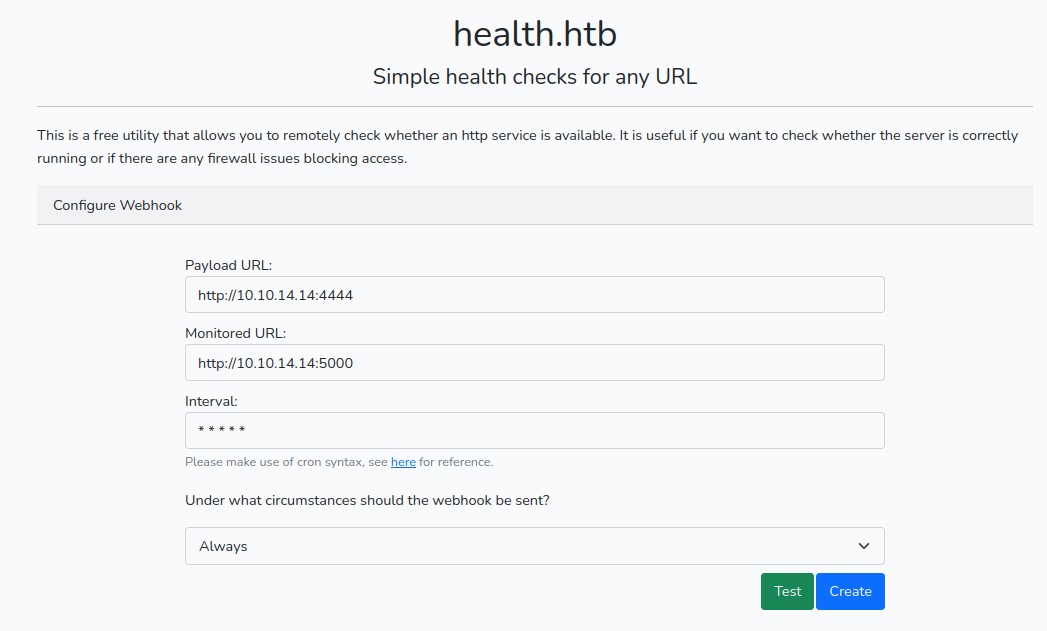 health.htb
Simple health checks for any URL
This is a free utility that allows you to remotely check whether an http service is available. It is useful if you want to check whether the server is correctly
running or if there are any firewall issues blocking access.
Configure Webhook
Payload URL:
http://10.10.14.14:4444
Monitored URL:
http://10.10.14.14:5000
Interval:
* * * * *
Please make use of cron syntax, see here for reference.
Under what circumstances should the webhook be sent?
Always
Test Create